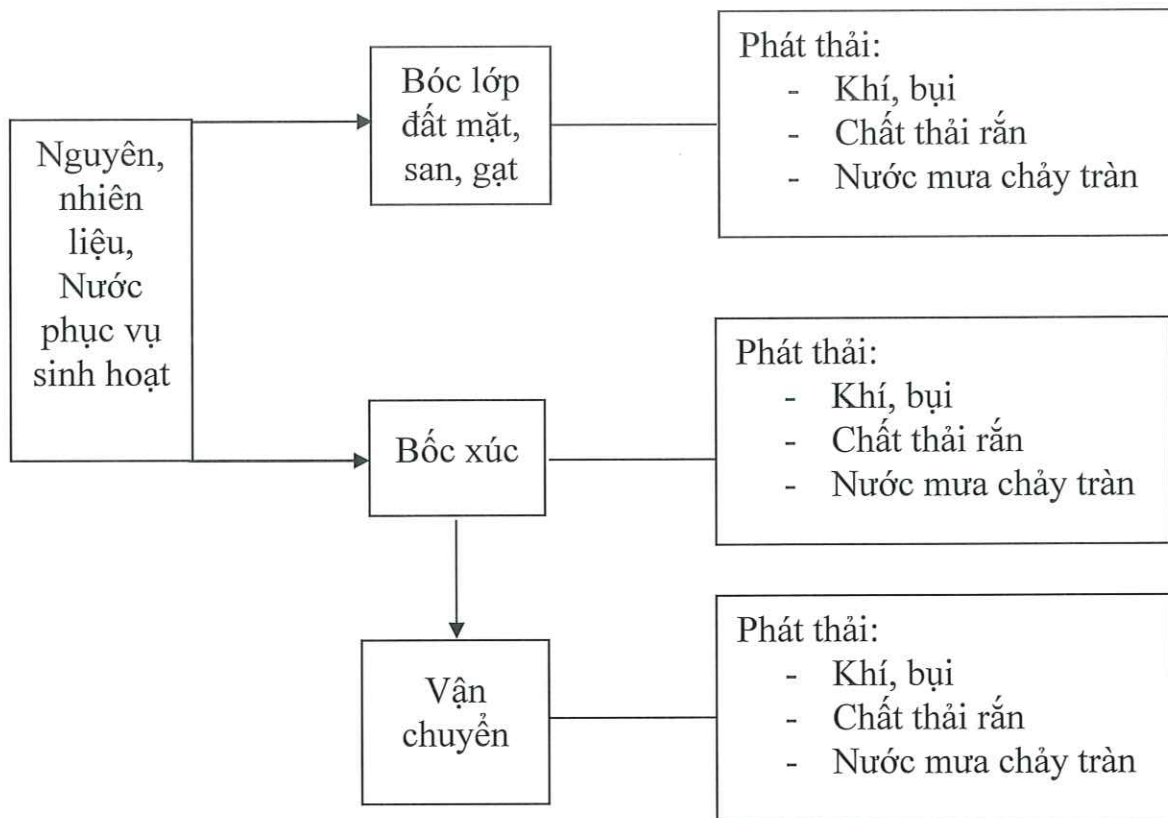 Nguyên,
nhiên
liệu,
Nước
phục vụ
sinh hoạt
Bóc lớp
đất mặt,
san, gạt
Phát thải:
- Khí, bụi
- Chất thải rắn
- Nước mưa chảy tràn
Bốc xúc
Phát thải:
- Khí, bụi
- Chất thải rắn
- Nước mưa chảy tràn
Vận
chuyển
Phát thải:
- Khí, bụi
- Chất thải rắn
- Nước mưa chảy tràn